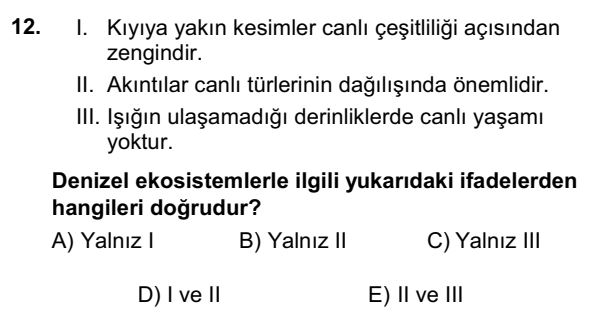 12. I. Kıyıya yakın kesimler canlı çeşitliliği açısından
zengindir.
II. Akıntılar canlı türlerinin dağılışında önemlidir.
III. Işığın ulaşamadığı derinliklerde canlı yaşamı
yoktur.
Denizel ekosistemlerle ilgili yukarıdaki ifadelerden
hangileri doğrudur?
A) Yalnız I B) Yalnız II C) Yalnız III
D) I ve II E) II ve III